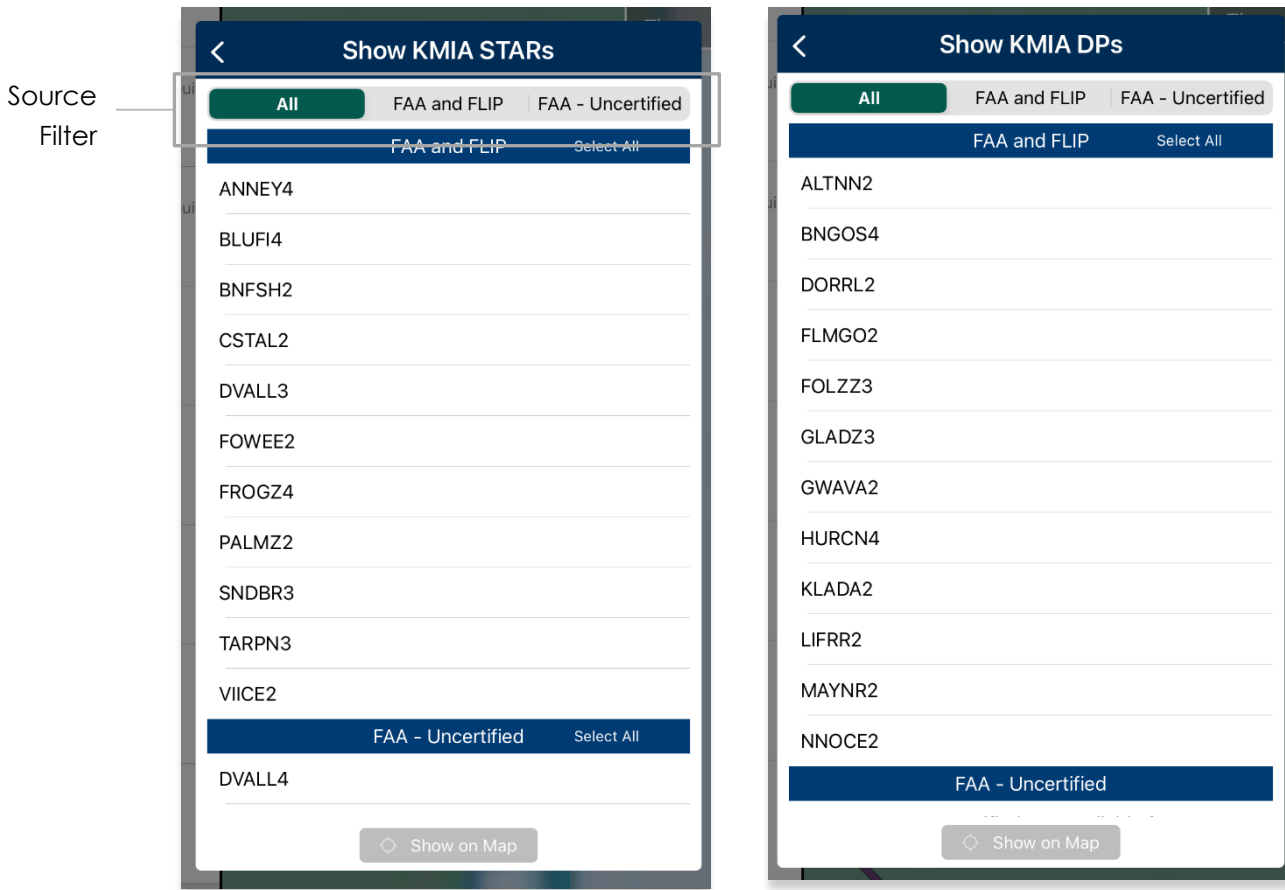 Source
Filter
Show KMIA STARs
All FAA and FLIP FAA - Uncertified
FAA and FLIP Select All
ANNEY4
BLUFI4
BNFSH2
CSTAL2
DVALL3
FOWEE2
FROGZ4
PALMZ2
SNDBR3
TARPN3
VIICE2
FAA - Uncertified Select All
DVALL4
Show on Map
Show KMIA DPs
All FAA and FLIP FAA - Uncertified
FAA and FLIP Select All
ALTNN2
BNGOS4
DORRL2
FLMGO2
FOLZZ3
GLADZ3
GWAVA2
HURCN4
KLADA2
LIFRR2
MAYNR2
NNOCE2
FAA - Uncertified
Show on Map